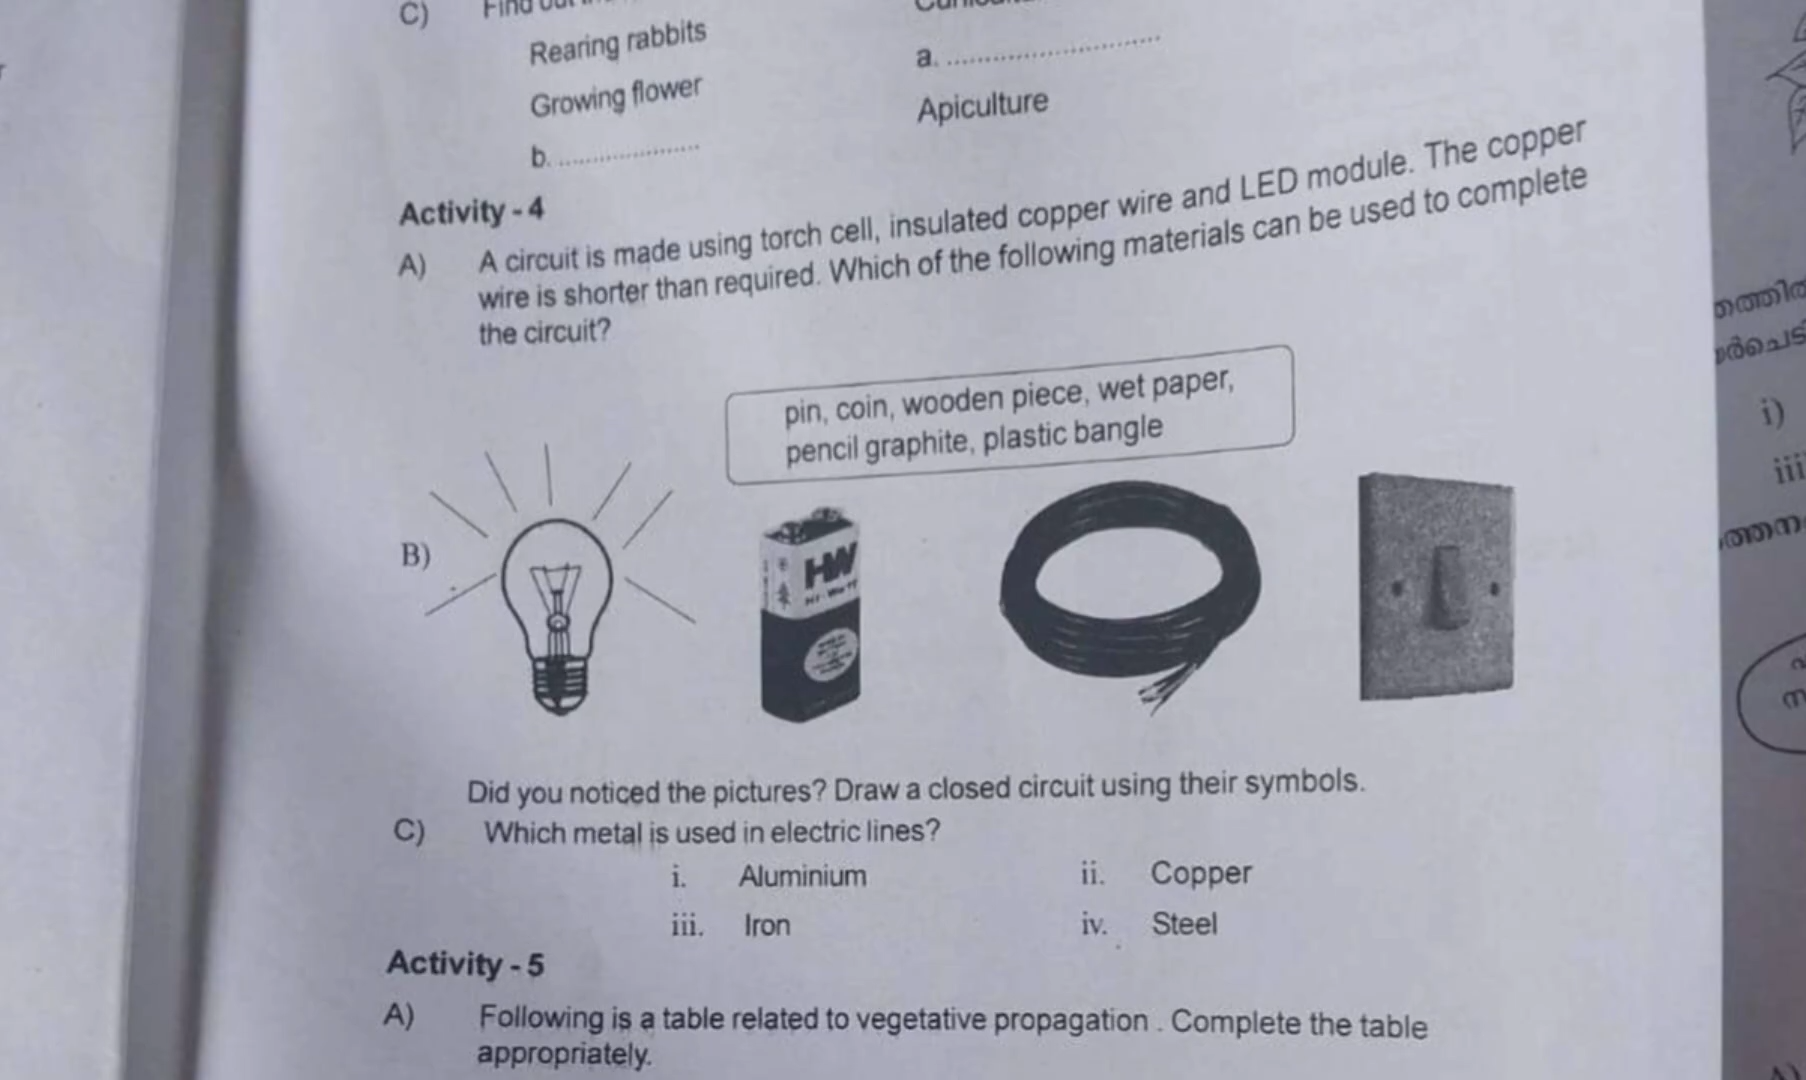 C)
Rearing rabbits
a. ..............................
Growing flower
Apiculture
b. ......................
Activity - 4
A) A circuit is made using torch cell, insulated copper wire and LED module. The copper
wire is shorter than required. Which of the following materials can be used to complete
the circuit?
pin, coin, wooden piece, wet paper,
pencil graphite, plastic bangle
B)
HW
Did you noticed the pictures? Draw a closed circuit using their symbols.
C) Which metal is used in electric lines?
i. Aluminium ii. Copper
iii. Iron iv. Steel
Activity - 5
A) Following is a table related to vegetative propagation . Complete the table
appropriately.
i)